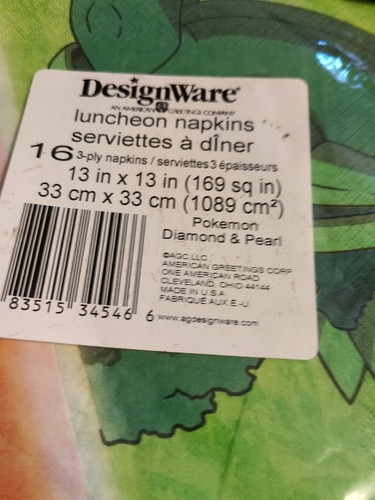 DesignWare
AN AMERICAN GREETINGS COMPANY
luncheon napkins
serviettes à dîner
16 3-ply napkins / serviettes 3 épaisseurs
13 in x 13 in (169 sq in)
33 cm x 33 cm (1089 cm²)
Pokemon
Diamond & Pearl
©AGC, LLC
AMERICAN GREETINGS CORP
ONE AMERICAN ROAD
CLEVELAND, OHIO 44144
MADE IN U.S.A
FABRIQUÉ AUX É.-U.
83515 34546 6
www.agdesignware.com